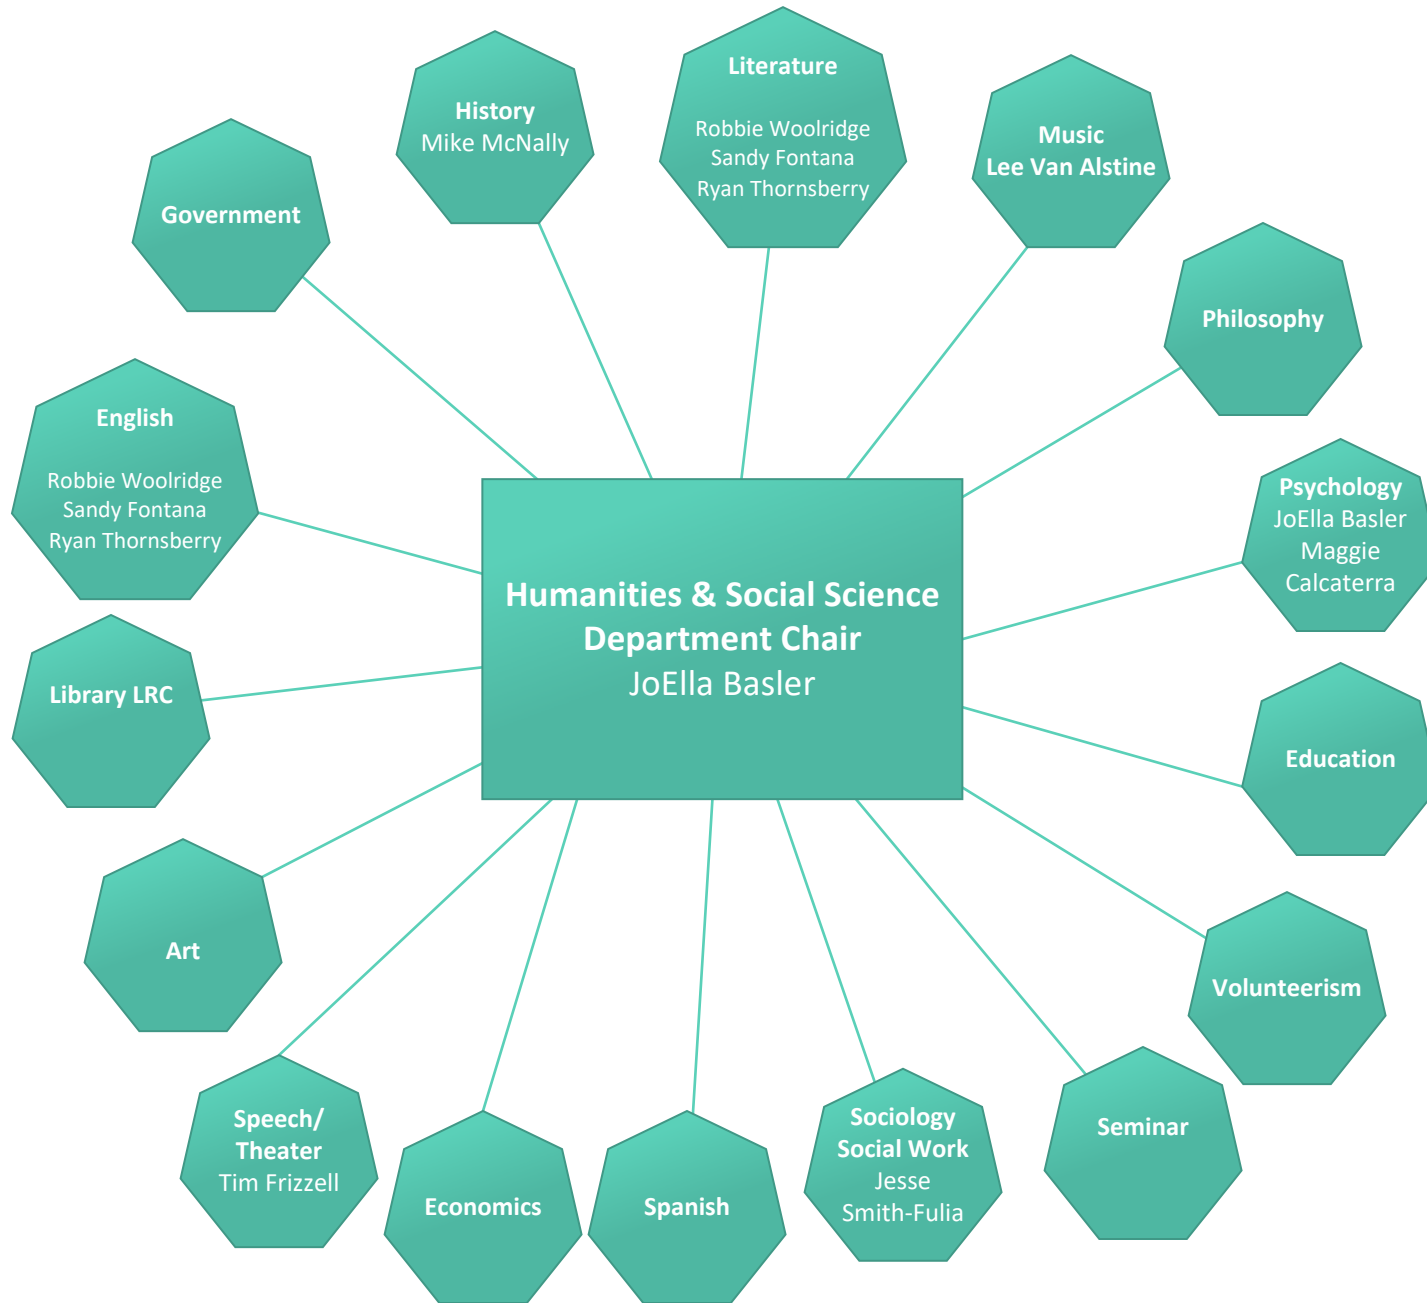 Literature
Robbie Woolridge
Sandy Fontana
Ryan Thornsberry
History
Mike McNally
Music
Lee Van Alstine
Government
Philosophy
English
Robbie Woolridge
Sandy Fontana
Ryan Thornsberry
Psychology
JoElla Basler
Maggie
Calcaterra
Humanities & Social Science
Department Chair
JoElla Basler
Library LRC
Education
Art
Volunteerism
Speech/
Theater
Tim Frizzell
Economics
Spanish
Sociology
Social Work
Jesse
Smith-Fulia
Seminar